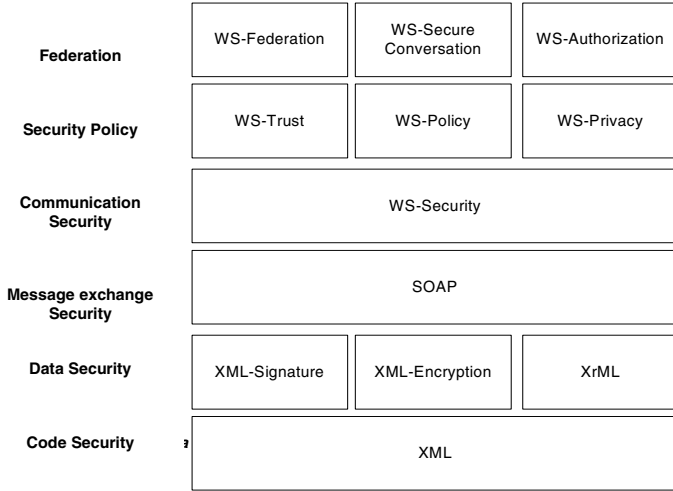 Federation
WS-Federation
WS-Secure
Conversation
WS-Authorization
Security Policy
WS-Trust
WS-Policy
WS-Privacy
Communication
Security
WS-Security
Message exchange
Security
SOAP
Data Security
XML-Signature
XML-Encryption
XrML
Code Security
XML